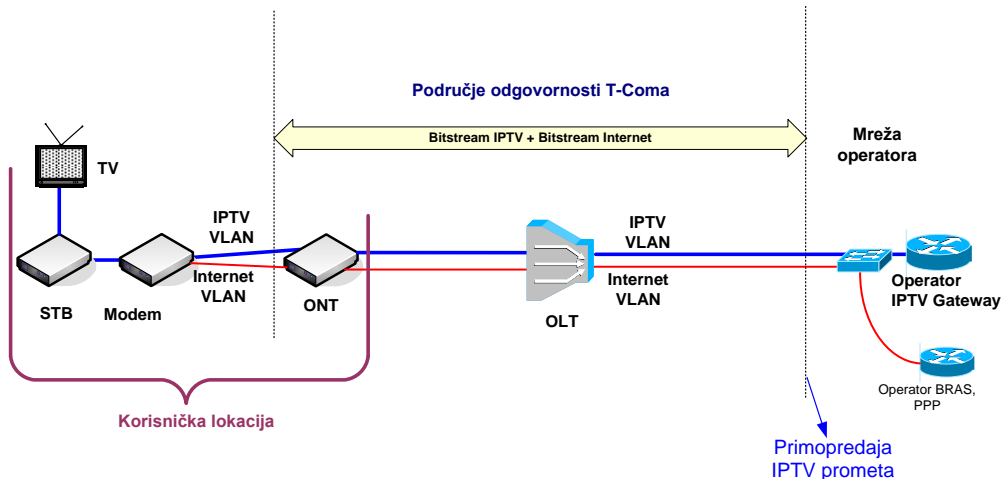 Područje odgovornosti T-Coma
Bitstream IPTV + Bitstream Internet
Mreža
operatora
TV
IPTV
VLAN
Internet
VLAN
STB
Modem
ONT
OLT
IPTV
VLAN
Internet
VLAN
Operator
IPTV Gateway
Operator BRAS,
PPP
Korisnička lokacija
Primopredaja
IPTV prometa